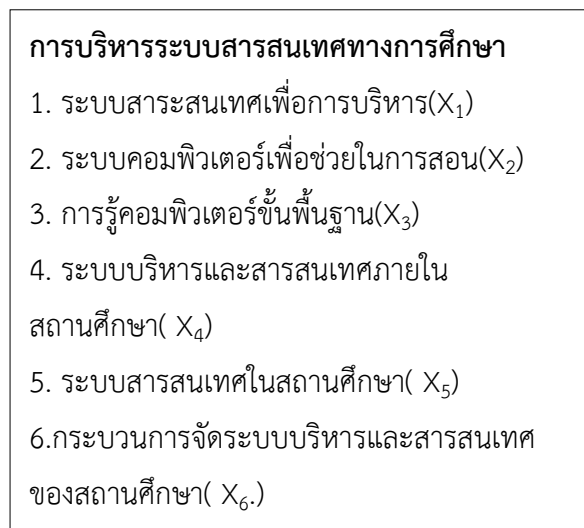 การบริหารระบบสารสนเทศทางการศึกษา
1. ระบบสาระสนเทศเพื่อการบริหาร(X₁)
2. ระบบคอมพิวเตอร์เพื่อช่วยในการสอน(X₂)
3. การรู้คอมพิวเตอร์ขั้นพื้นฐาน(X₃)
4. ระบบบริหารและสารสนเทศภายใน
สถานศึกษา( X₄)
5. ระบบสารสนเทศในสถานศึกษา( X₅)
6.กระบวนการจัดระบบบริหารและสารสนเทศ
ของสถานศึกษา( X₆.)